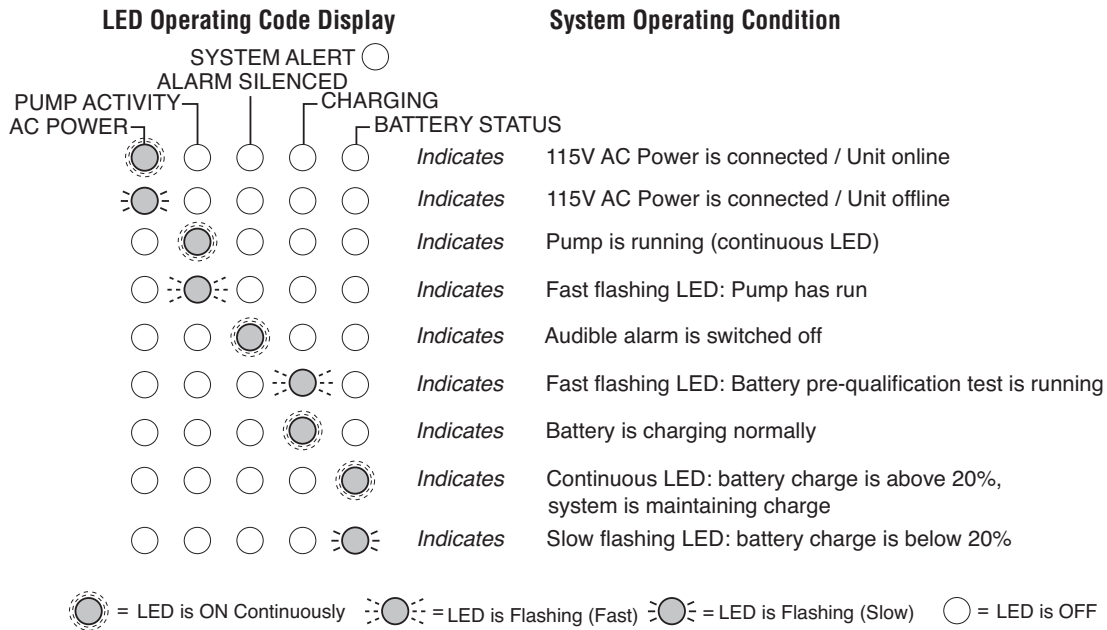 LED Operating Code Display System Operating Condition
SYSTEM ALERT
ALARM SILENCED
PUMP ACTIVITY CHARGING
AC POWER BATTERY STATUS
Indicates 115V AC Power is connected / Unit online
Indicates 115V AC Power is connected / Unit offline
Indicates Pump is running (continuous LED)
Indicates Fast flashing LED: Pump has run
Indicates Audible alarm is switched off
Indicates Fast flashing LED: Battery pre-qualification test is running
Indicates Battery is charging normally
Indicates Continuous LED: battery charge is above 20%,
system is maintaining charge
Indicates Slow flashing LED: battery charge is below 20%
= LED is ON Continuously = LED is Flashing (Fast) = LED is Flashing (Slow) = LED is OFF